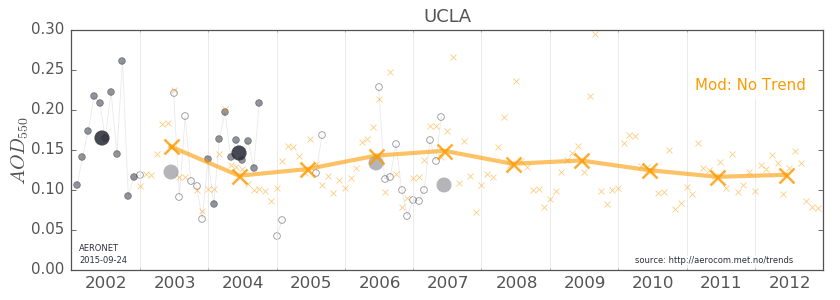 UCLA
0.30
0.25
0.20
0.15
0.10
0.05
0.00
AOD550
Mod: No Trend
AERONET
2015-09-24
source: http://aerocom.met.no/trends
2002 2003 2004 2005 2006 2007 2008 2009 2010 2011 2012